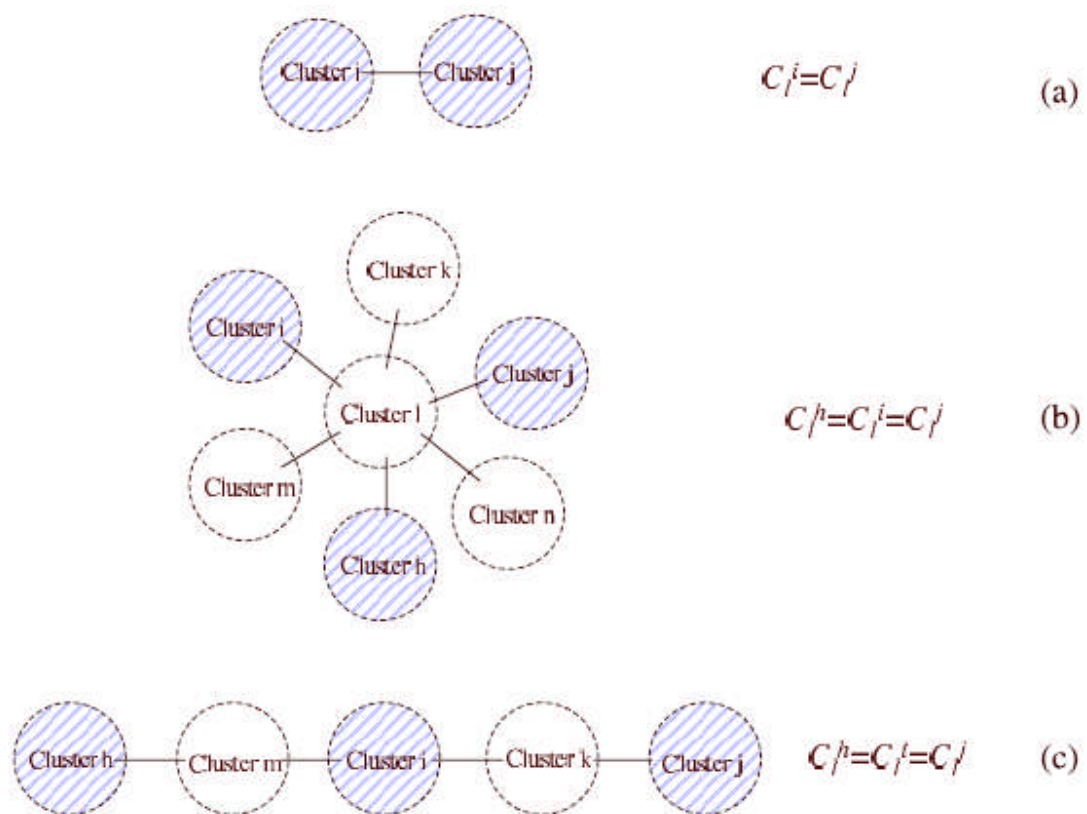 Cluster i Cluster j C_l^i=C_l^j (a)
Cluster k
Cluster i
Cluster j
Cluster l C_l^h=C_l^i=C_l^j (b)
Cluster m
Cluster n
Cluster h
Cluster h Cluster m Cluster i Cluster k Cluster j C_l^h=C_l^i=C_l^j (c)